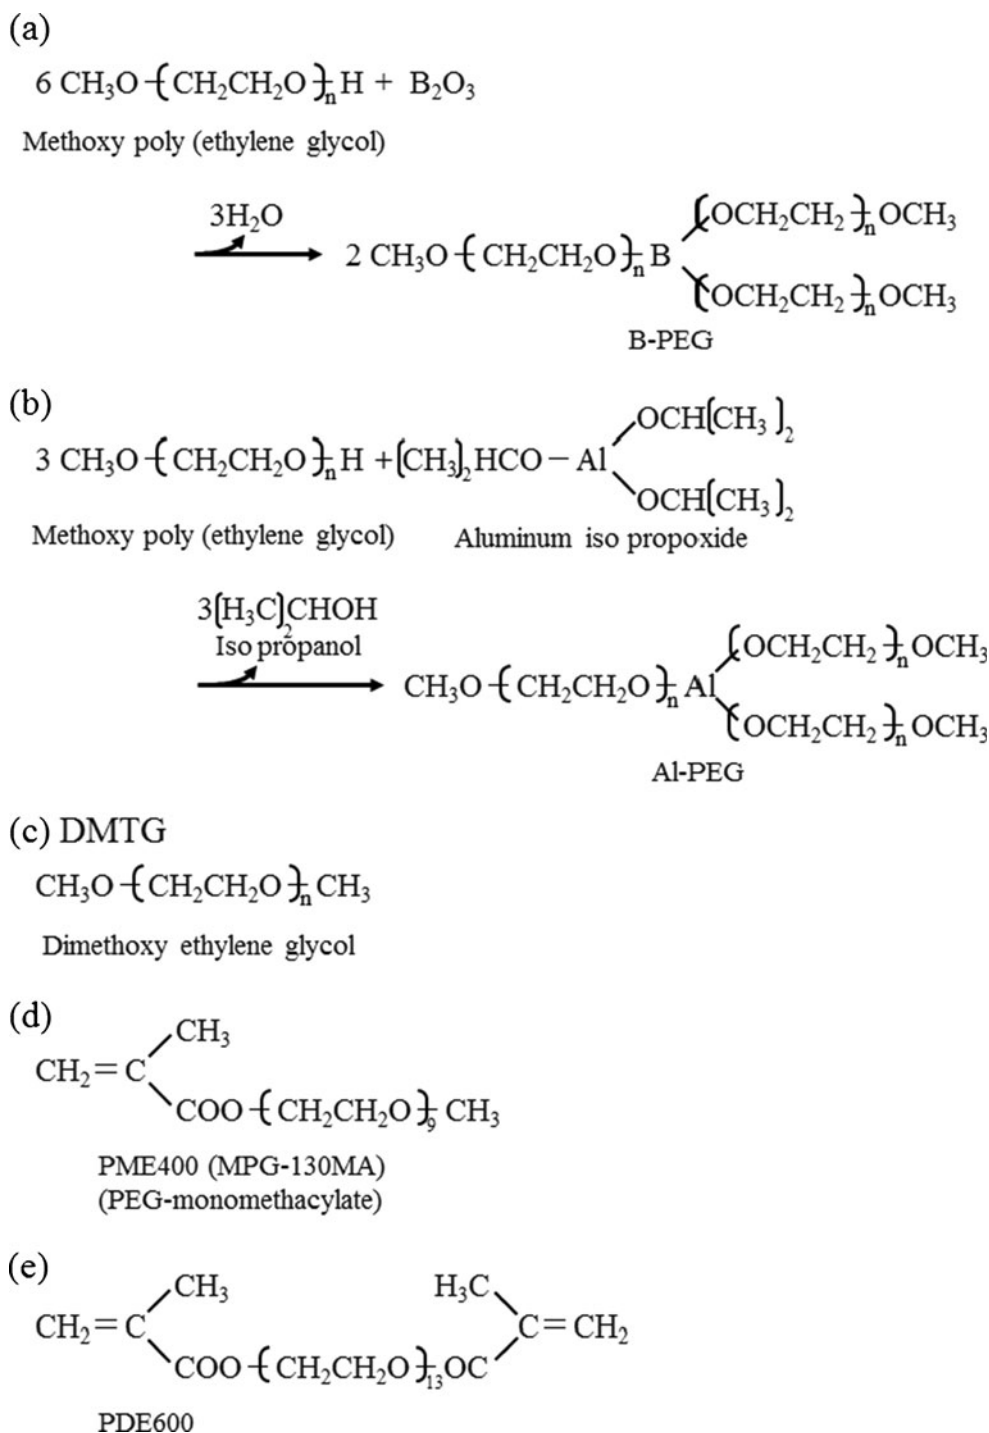 (a)
6 CH₃O-(CH₂CH₂O)ₙH + B₂O₃
Methoxy poly (ethylene glycol)
3H₂O
(OCH₂CH₂)ₙOCH₃
2 CH₃O-(CH₂CH₂O)ₙB
(OCH₂CH₂)ₙOCH₃
B-PEG
(b)
OCH(CH₃)₂
3 CH₃O-(CH₂CH₂O)ₙH + (CH₃)₂HCO-Al
OCH(CH₃)₂
Methoxy poly (ethylene glycol) Aluminum iso propoxide
3(H₃C)₂CHOH
Iso propanol
(OCH₂CH₂)ₙOCH₃
CH₃O-(CH₂CH₂O)ₙAl
(OCH₂CH₂)ₙOCH₃
Al-PEG
(c) DMTG
CH₃O-(CH₂CH₂O)ₙCH₃
Dimethoxy ethylene glycol
(d)
CH₃
CH₂=C
COO-(CH₂CH₂O)₉CH₃
PME400 (MPG-130MA)
(PEG-monomethacylate)
(e)
CH₃ H₃C
CH₂=C C=CH₂
COO-(CH₂CH₂O)₁₃OC
PDE600